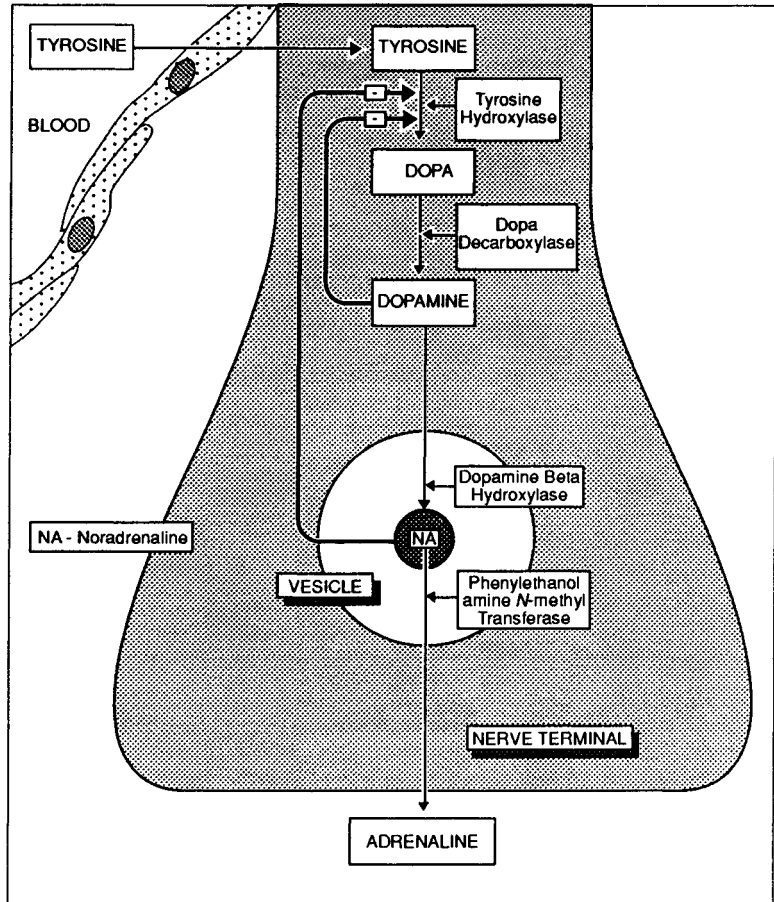 TYROSINE
TYROSINE
-
Tyrosine
Hydroxylase
-
BLOOD
DOPA
Dopa
Decarboxylase
DOPAMINE
Dopamine Beta
Hydroxylase
NA - Noradrenaline
NA
VESICLE
Phenylethanol
amine N-methyl
Transferase
NERVE TERMINAL
ADRENALINE